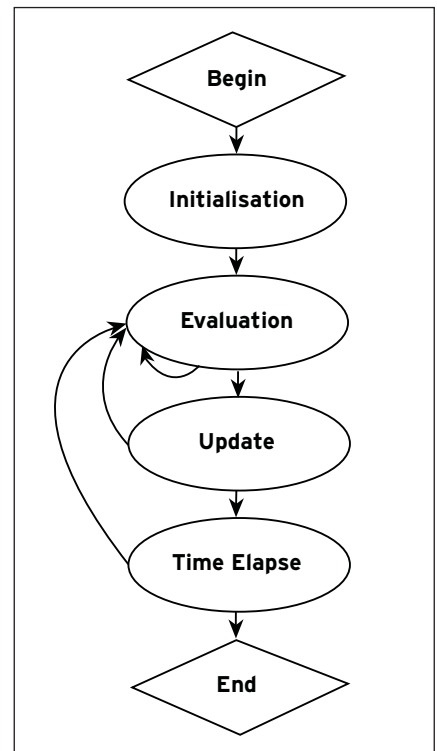 Begin
Initialisation
Evaluation
Update
Time Elapse
End